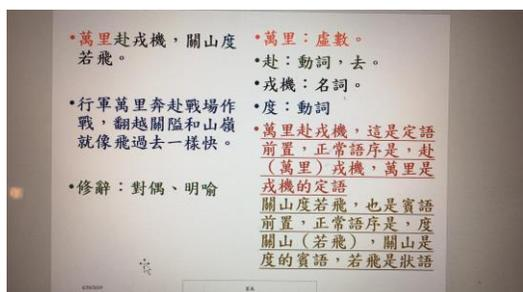 •萬里赴戎機,關山度
若飛。
•行軍萬里奔赴戰場作
戰,翻越關隘和山嶺
就像飛過去一樣快。
•修辭:對偶、明喻
•萬里:虛數。
•赴:動詞,去。
•戎機:名詞。
•度:動詞
•萬里赴戎機,這是定語
前置,正常語序是,赴
(萬里)戎機,萬里是
戎機的定語
關山度若飛,也是賓語
前置,正常語序是,度
關山(若飛),關山是
度的賓語,若飛是狀語